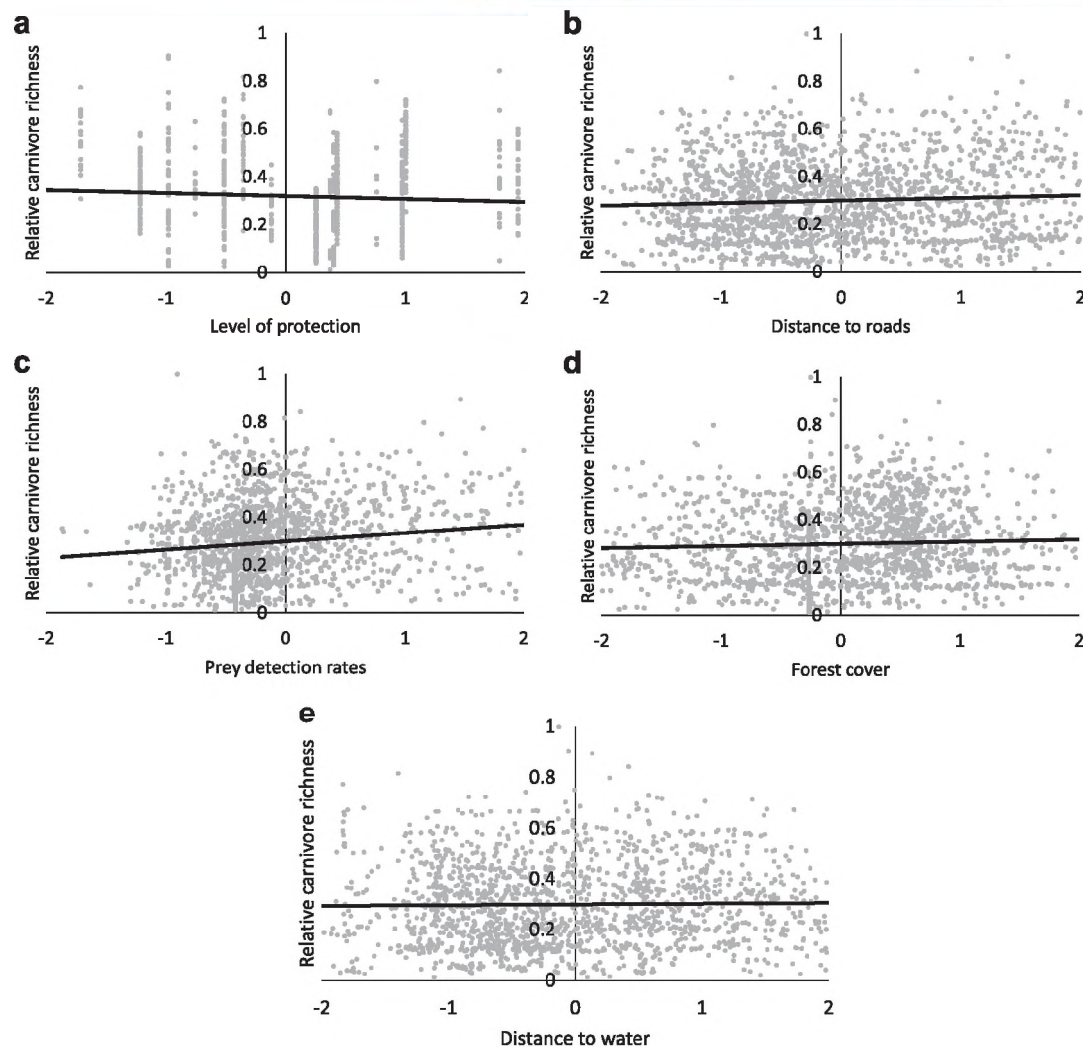 a
Relative carnivore richness
1
0.8
0.6
0.4
0.2
0
-2 -1 0 1 2
Level of protection
b
Relative carnivore richness
1
0.8
0.6
0.4
0.2
0
-2 -1 0 1 2
Distance to roads
c
Relative carnivore richness
1
0.8
0.6
0.4
0.2
0
-2 -1 0 1 2
Prey detection rates
d
Relative carnivore richness
1
0.8
0.6
0.4
0.2
0
-2 -1 0 1 2
Forest cover
e
Relative carnivore richness
1
0.8
0.6
0.4
0.2
0
-2 -1 0 1 2
Distance to water